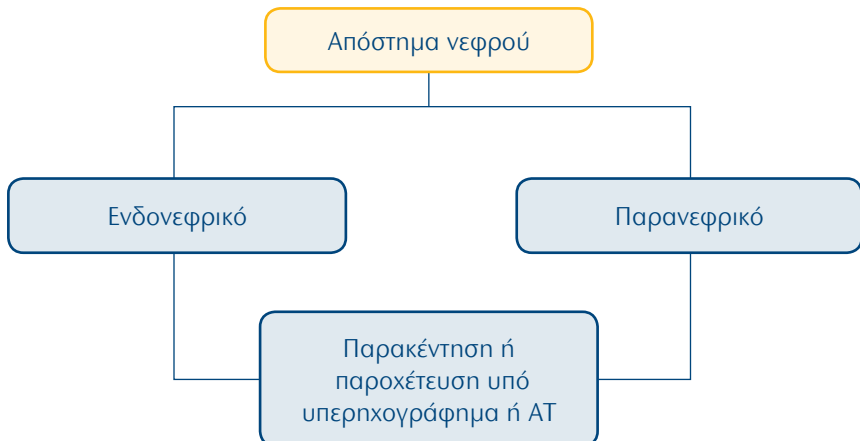 Απόστημα νεφρού
Ενδονεφρικό
Παρανεφρικό
Παρακέντηση ή
παροχέτευση υπό
υπερηχογράφημα ή ΑΤ